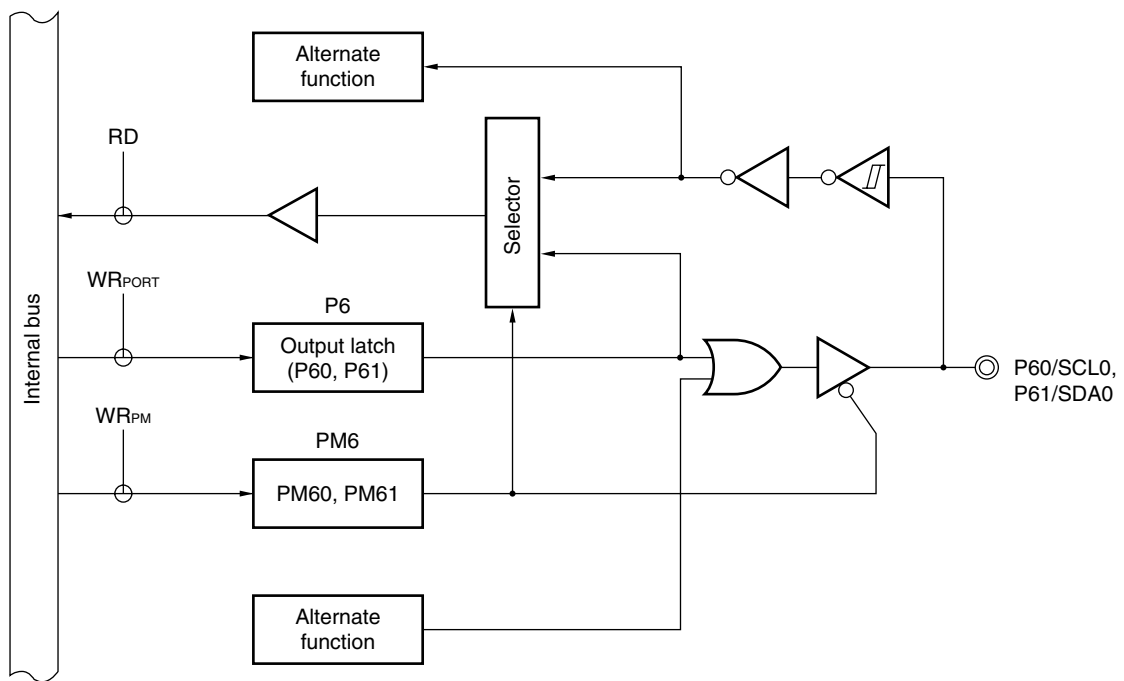 Alternate
function
RD
Selector
WRPORT
P6
Internal bus
Output latch
(P60, P61)
P60/SCL0,
P61/SDA0
WRPM
PM6
PM60, PM61
Alternate
function